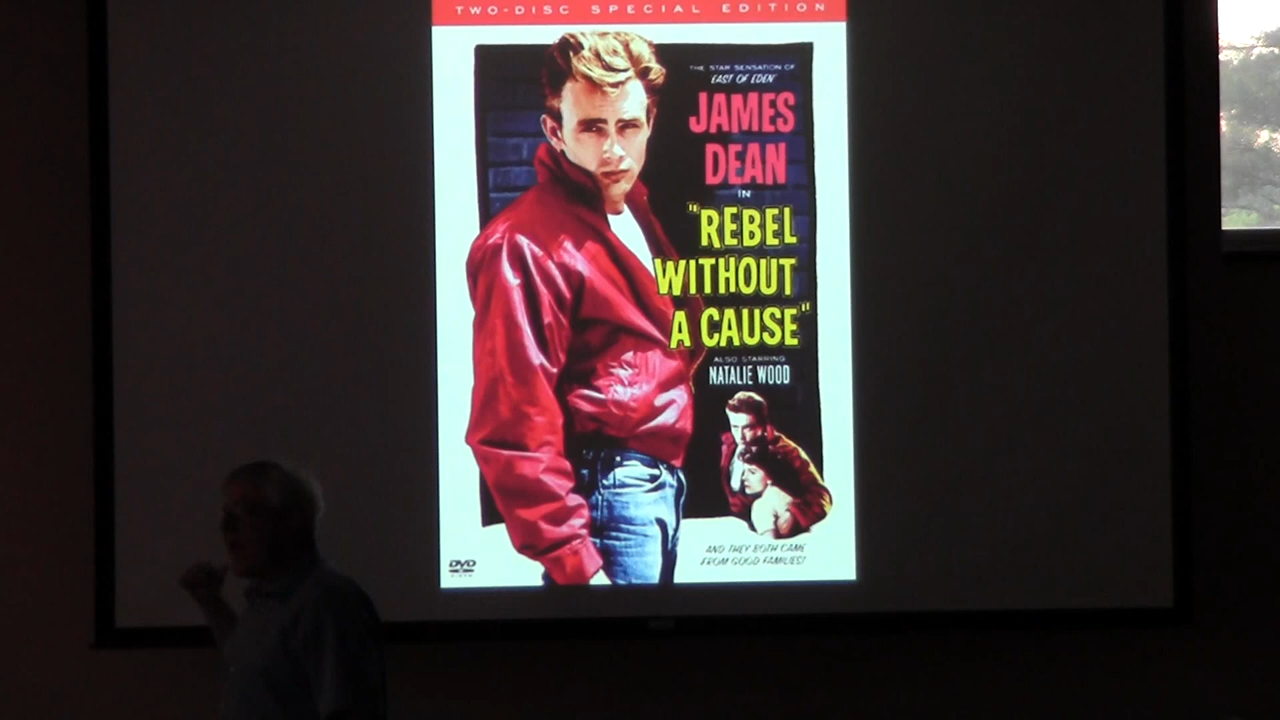 TWO-DISC SPECIAL EDITION
THE STAR SENSATION OF
'EAST OF EDEN'
JAMES
DEAN
IN
"REBEL
WITHOUT
A CAUSE"
ALSO STARRING
NATALIE WOOD
AND THEY BOTH CAME
FROM GOOD FAMILIES!
DVD
VIDEO